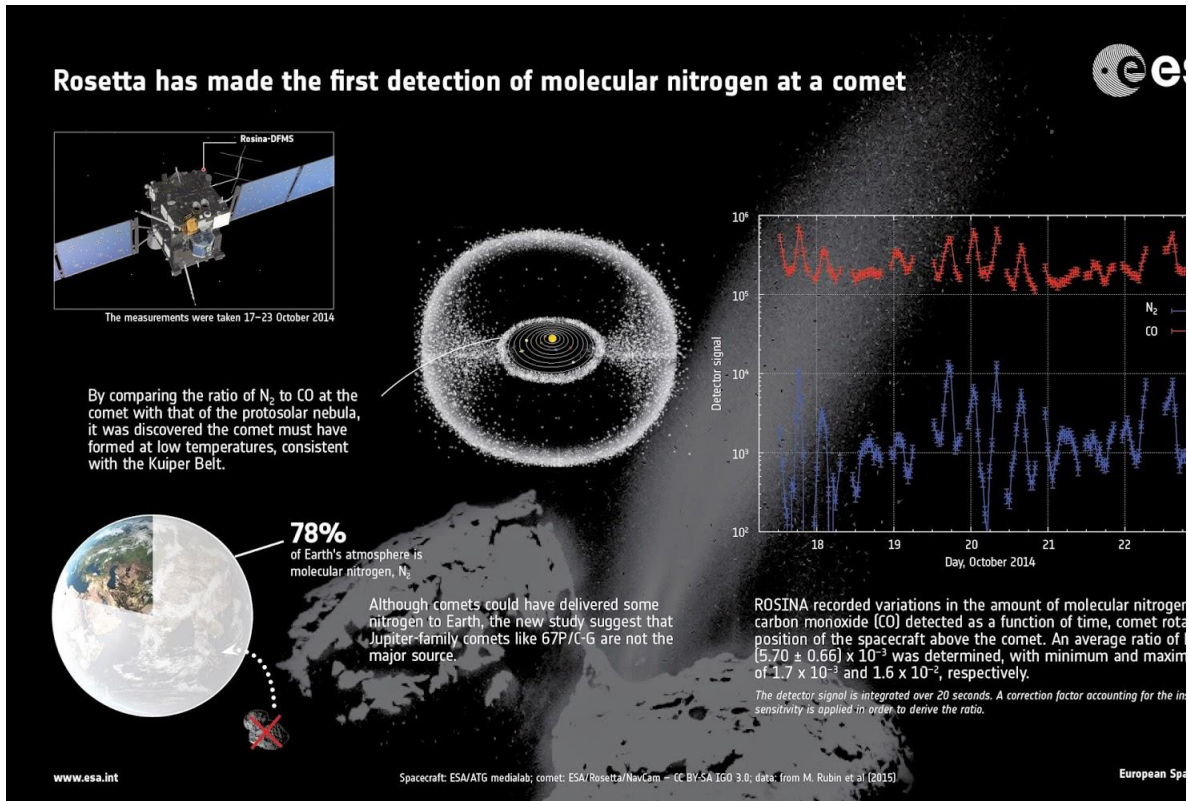 Rosetta has made the first detection of molecular nitrogen at a comet
es
Rosina-DFMS
The measurements were taken 17–23 October 2014
By comparing the ratio of N₂ to CO at the
comet with that of the protosolar nebula,
it was discovered the comet must have
formed at low temperatures, consistent
with the Kuiper Belt.
78%
of Earth's atmosphere is
molecular nitrogen, N₂
Although comets could have delivered some
nitrogen to Earth, the new study suggest that
Jupiter-family comets like 67P/C-G are not the
major source.
Detector signal
10⁶
10⁵
10⁴
10³
10²
N₂
CO
18 19 20 21 22
Day, October 2014
ROSINA recorded variations in the amount of molecular nitrogen
carbon monoxide (CO) detected as a function of time, comet rota
position of the spacecraft above the comet. An average ratio of
(5.70 ± 0.66) x 10⁻³ was determined, with minimum and maxim
of 1.7 x 10⁻³ and 1.6 x 10⁻², respectively.
The detector signal is integrated over 20 seconds. A correction factor accounting for the ins
sensitivity is applied in order to derive the ratio.
www.esa.int
Spacecraft: ESA/ATG medialab; comet: ESA/Rosetta/NavCam – CC BY-SA IGO 3.0; data: from M. Rubin et al (2015)
European Spa